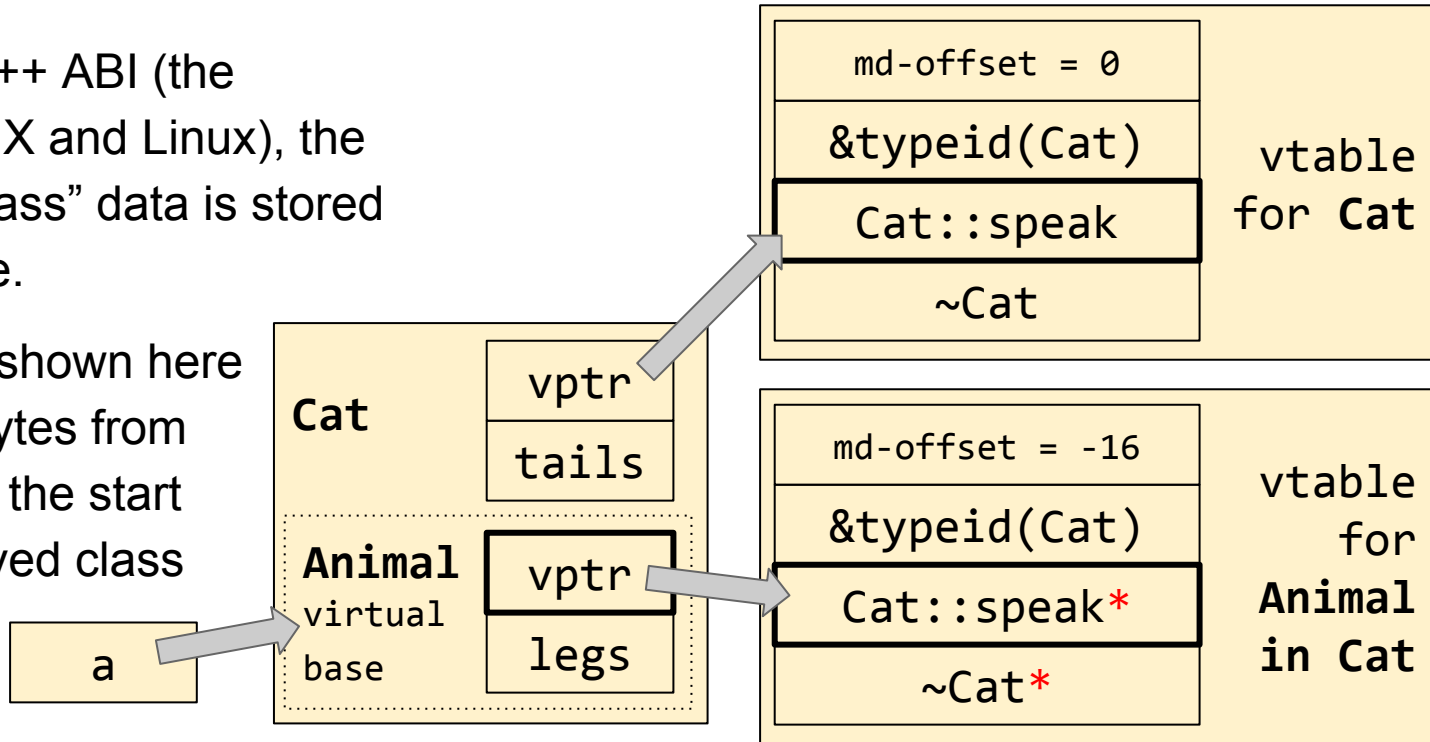 ++ ABI (the
X and Linux), the
ass” data is stored
e.
shown here
ytes from
the start
ved class
a
Cat
vptr
tails
Animal
virtual
base
vptr
legs
md-offset = 0
&typeid(Cat)
Cat::speak
~Cat
vtable
for Cat
md-offset = -16
&typeid(Cat)
Cat::speak*
~Cat*
vtable
for
Animal
in Cat